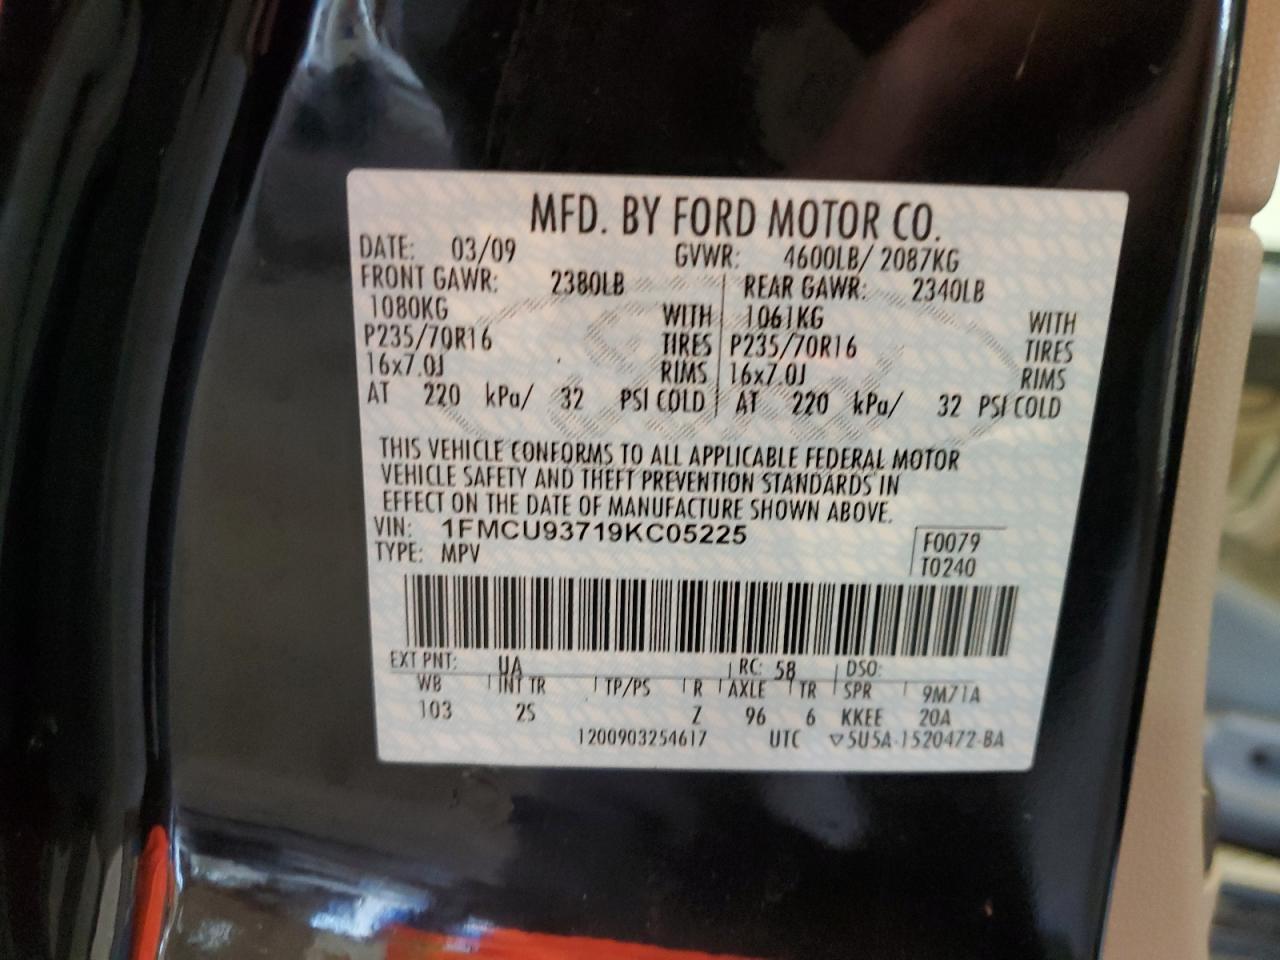 MFD. BY FORD MOTOR CO.
DATE: 03/09 GVWR: 4600LB/ 2087KG
FRONT GAWR: 2380LB REAR GAWR: 2340LB
1080KG WITH 1061KG WITH
P235/70R16 TIRES P235/70R16 TIRES
16x7.0J RIMS 16x7.0J RIMS
AT 220 kPa/ 32 PSI COLD AT 220 kPa/ 32 PSI COLD
THIS VEHICLE CONFORMS TO ALL APPLICABLE FEDERAL MOTOR
VEHICLE SAFETY AND THEFT PREVENTION STANDARDS IN
EFFECT ON THE DATE OF MANUFACTURE SHOWN ABOVE.
VIN: 1FMCU93719KC05225 F0079
TYPE: MPV T0240
EXT PNT: UA RC: 58 DSO:
WB INT TR TP/PS R AXLE TR SPR 9M71A
103 2S Z 96 6 KKEE 20A
1200903254617 UTC ▽5U5A-1520472-BA